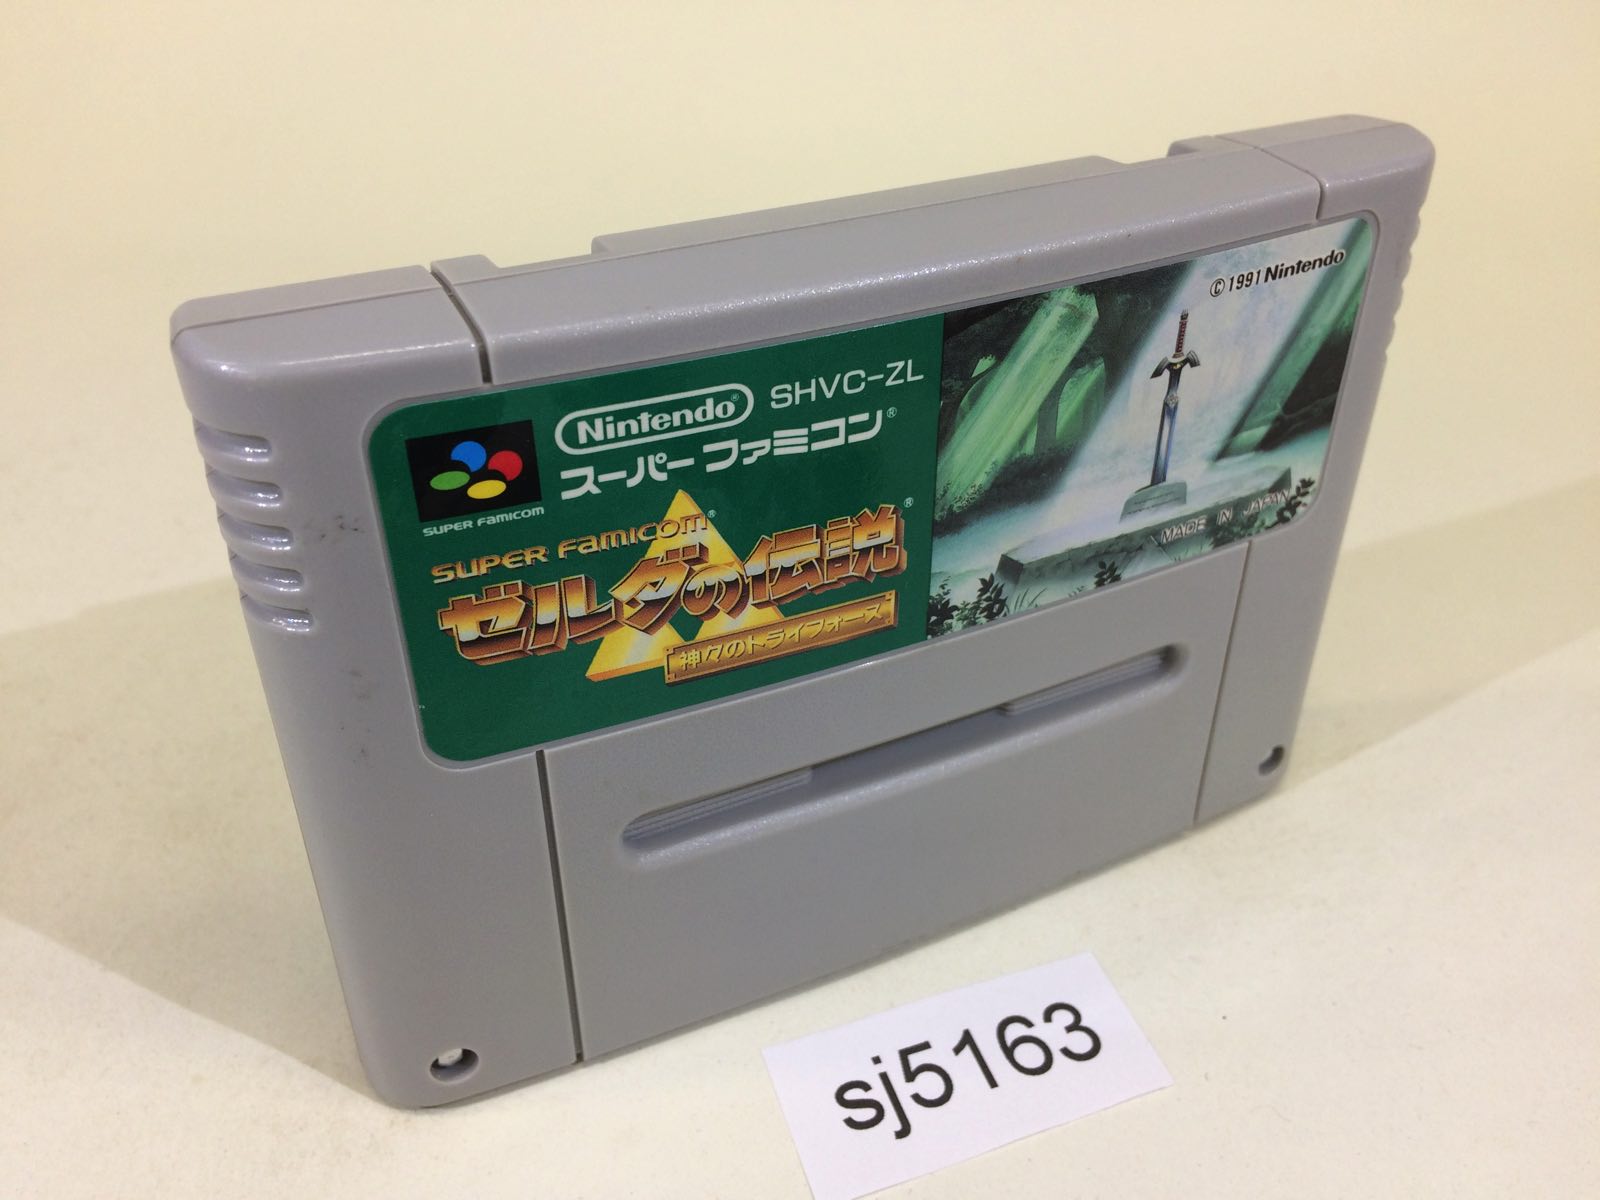 SUPER FAMICOM
Nintendo® SHVC-ZL
スーパーファミコン®
SUPER FAMICOM®
ゼルダの伝説®
神々のトライフォース
©1991 Nintendo
MADE IN JAPAN
sj5163